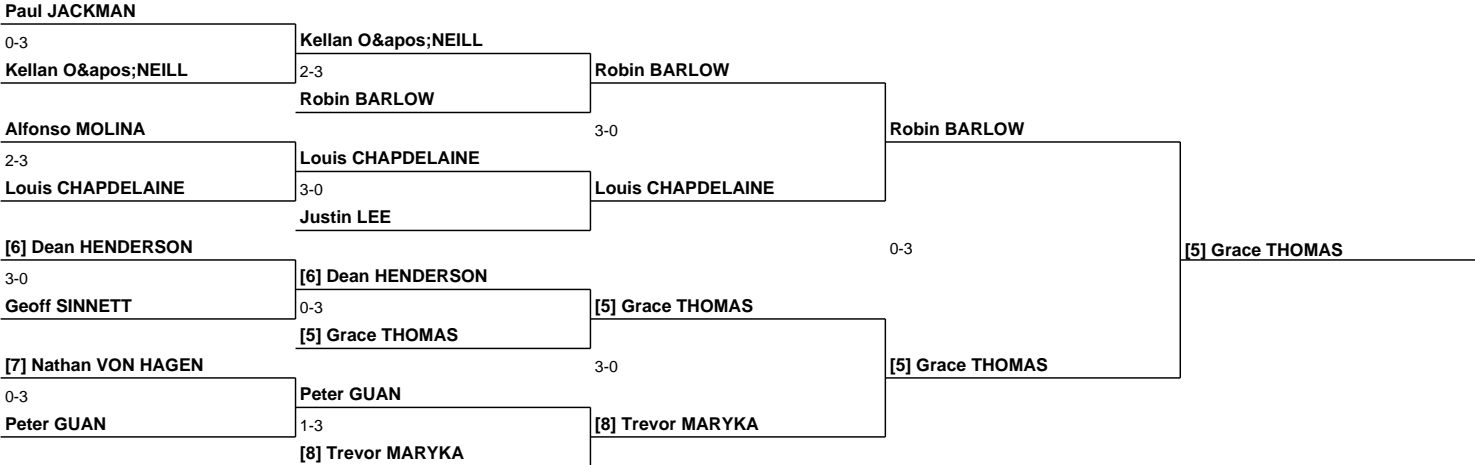 Paul JACKMAN
0-3
Kellan O&apos;NEILL
Kellan O&apos;NEILL
2-3
Robin BARLOW
Robin BARLOW
Alfonso MOLINA
3-0
Robin BARLOW
2-3
Louis CHAPDELAINE
Louis CHAPDELAINE
3-0
Louis CHAPDELAINE
Justin LEE
[6] Dean HENDERSON
0-3
[5] Grace THOMAS
3-0
[6] Dean HENDERSON
Geoff SINNETT
0-3
[5] Grace THOMAS
[5] Grace THOMAS
[7] Nathan VON HAGEN
3-0
[5] Grace THOMAS
0-3
Peter GUAN
Peter GUAN
1-3
[8] Trevor MARYKA
[8] Trevor MARYKA